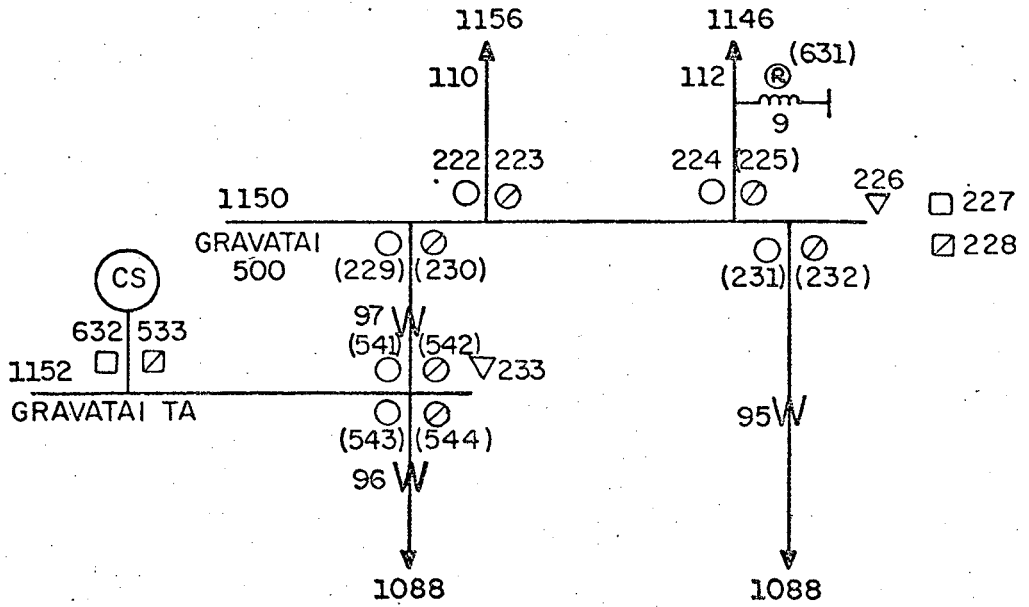 1156 1146
110 112 Ⓡ (631)
9
222 223 224 (225)
226
1150 227
GRAVATAI
500
228
(229) (230) (231) (232)
CS
97
632 533 (541) (542)
233
1152
GRAVATAI TA
(543) (544) 95
96
1088 1088